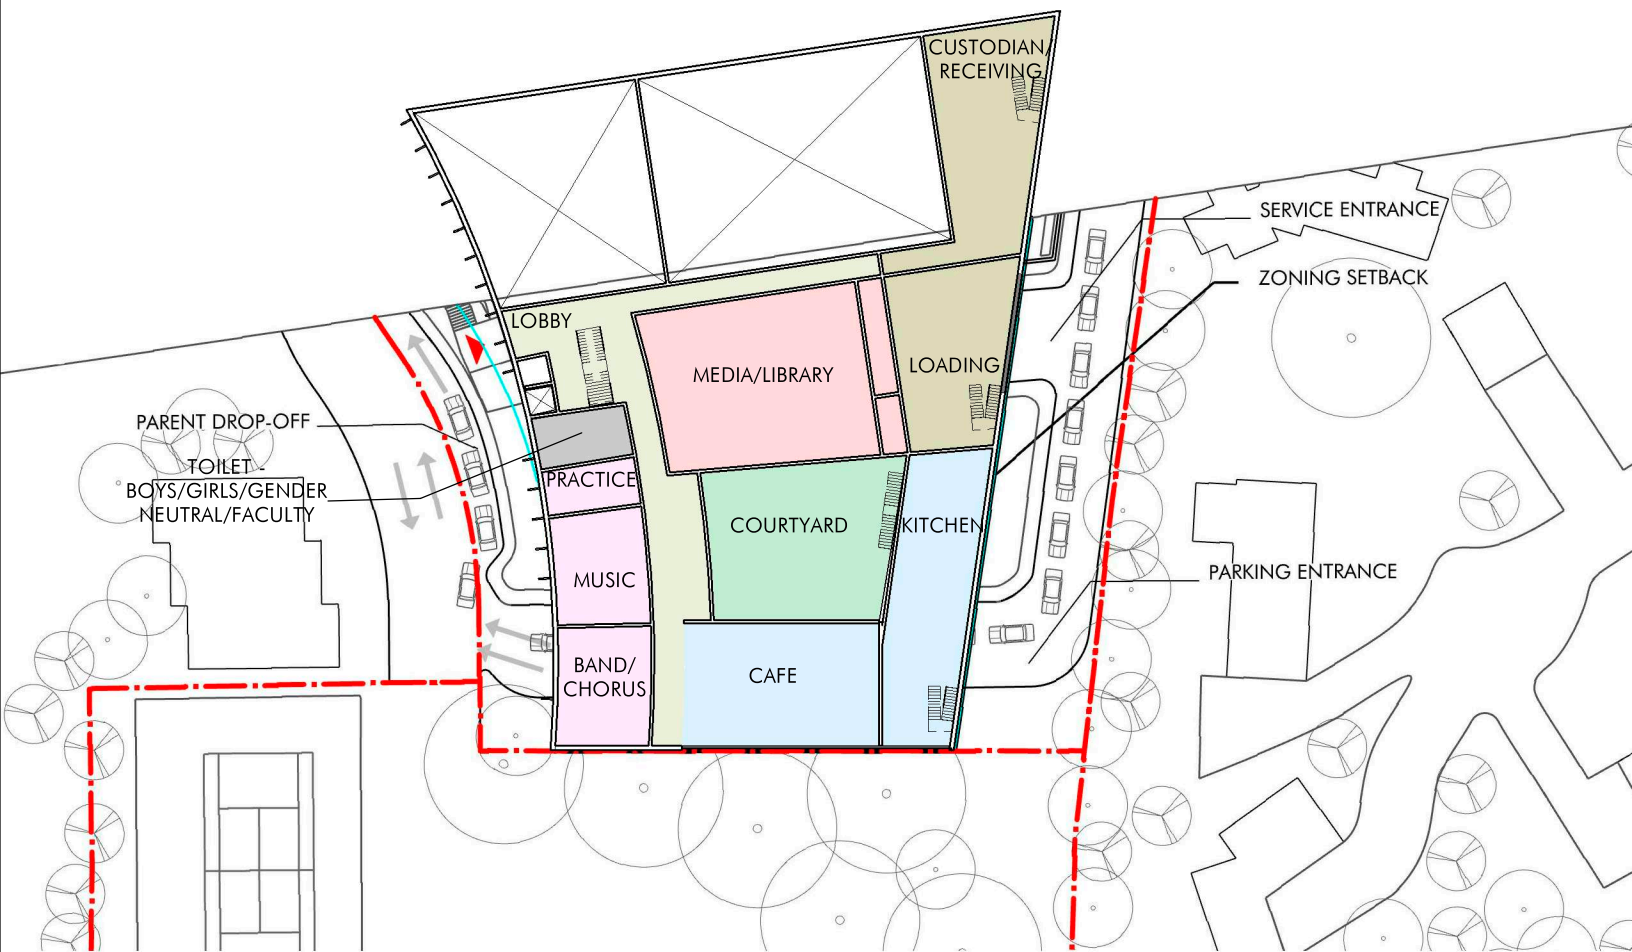 CUSTODIAN/
RECEIVING
SERVICE ENTRANCE
ZONING SETBACK
LOBBY
LOADING
MEDIA/LIBRARY
PARENT DROP-OFF
TOILET -
BOYS/GIRLS/GENDER
NEUTRAL/FACULTY
PRACTICE
COURTYARD
KITCHEN
MUSIC
PARKING ENTRANCE
BAND/
CHORUS
CAFE